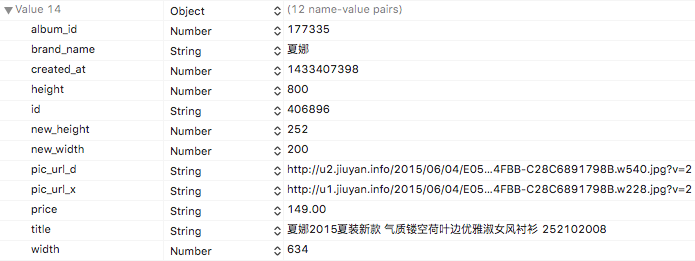 Value 14 Object (12 name-value pairs)
album_id Number 177335
brand_name String 夏娜
created_at Number 1433407398
height Number 800
id String 406896
new_height Number 252
new_width Number 200
pic_url_d String http://u2.jiuyan.info/2015/06/04/E05...4FBB-C28C6891798B.w540.jpg?v=2
pic_url_x String http://u1.jiuyan.info/2015/06/04/E05...4FBB-C28C6891798B.w228.jpg?v=2
price String 149.00
title String 夏娜2015夏装新款 气质镂空荷叶边优雅淑女风衬衫 252102008
width Number 634